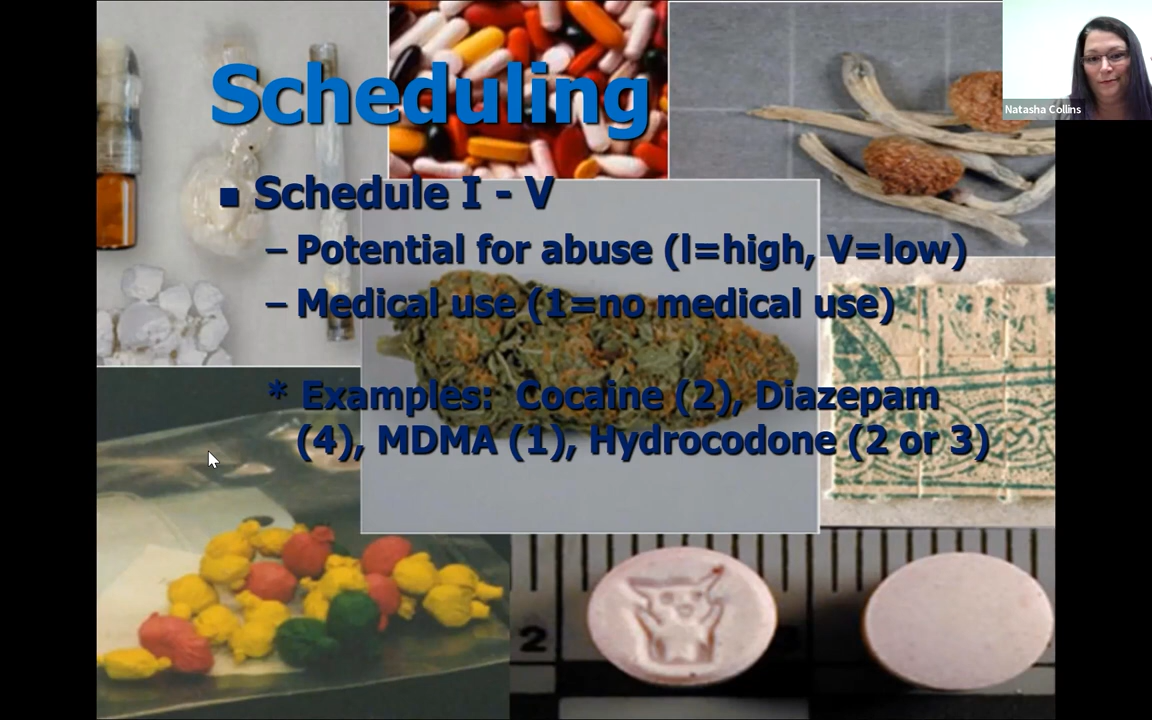 Scheduling
Natasha Collins
■ Schedule I - V
– Potential for abuse (l=high, V=low)
– Medical use (1=no medical use)
* Examples:  Cocaine (2), Diazepam
(4), MDMA (1), Hydrocodone (2 or 3)
2